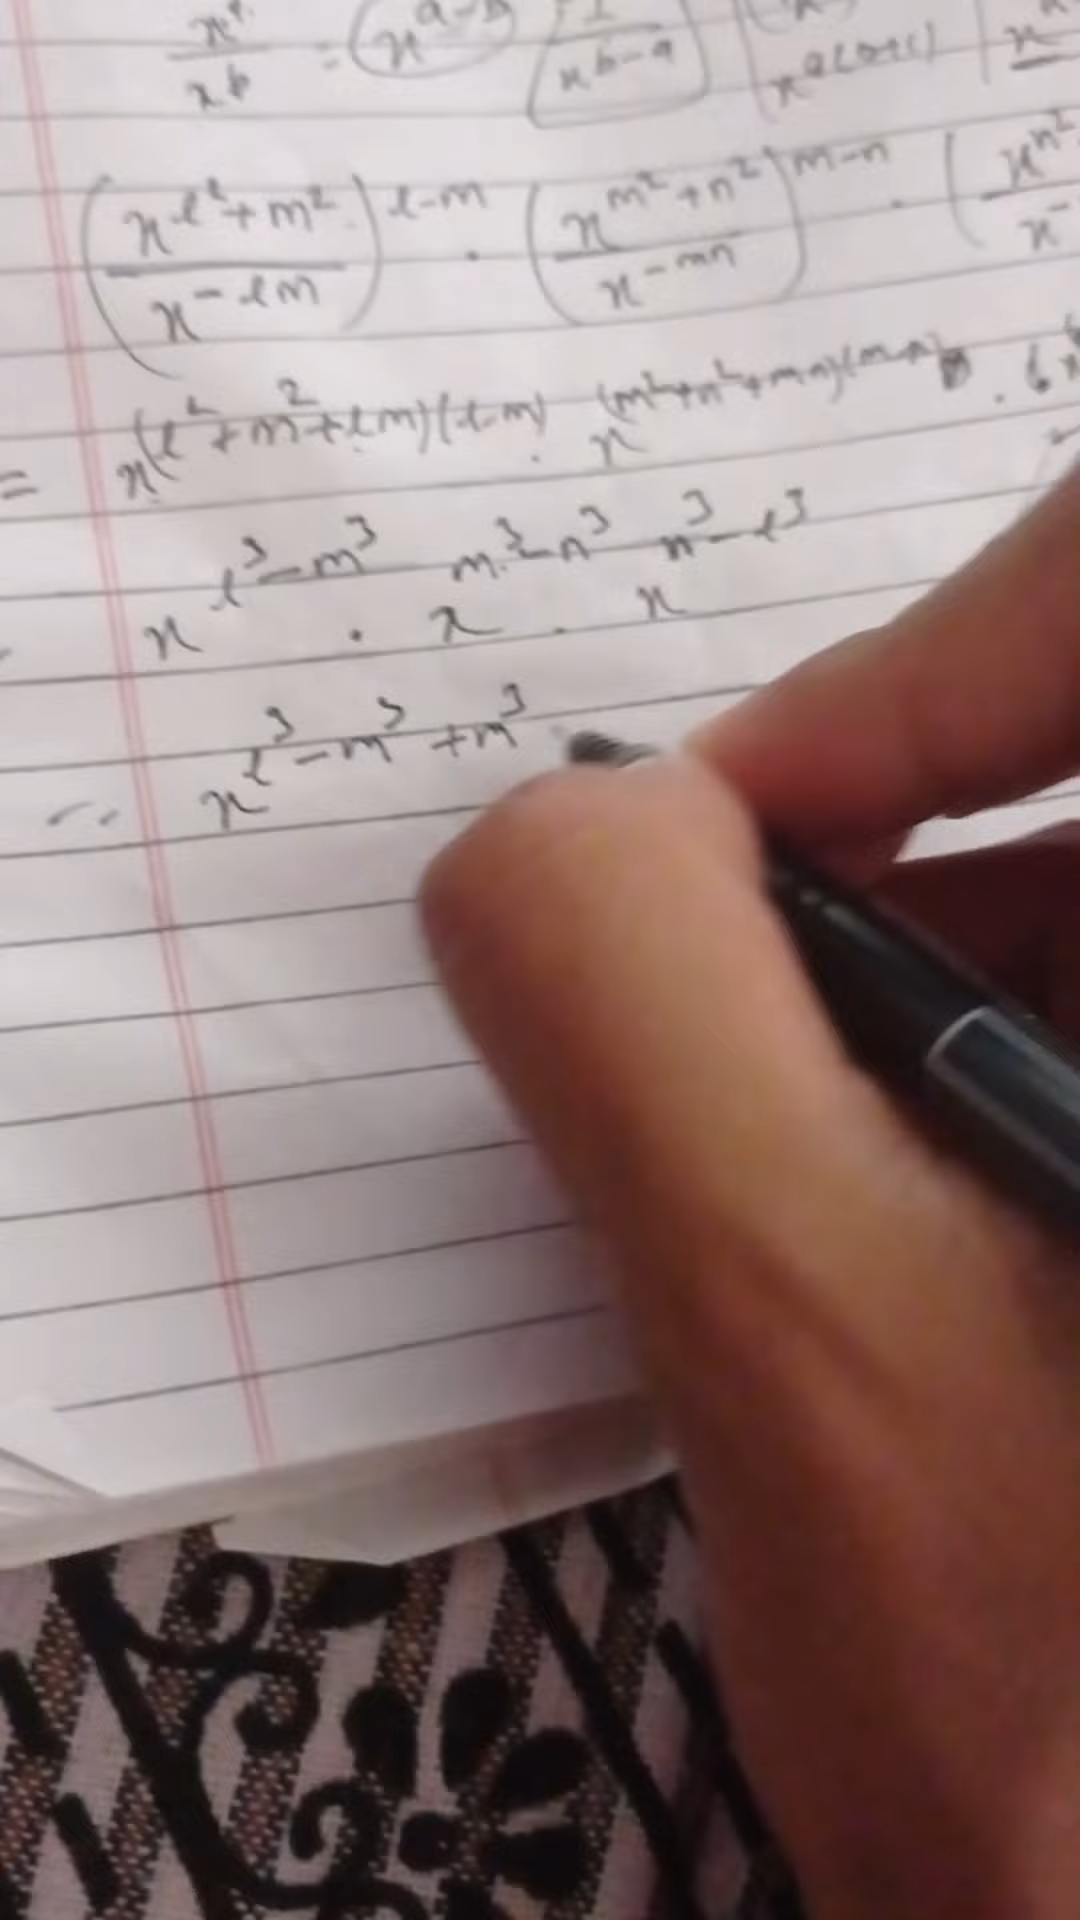 x^a/x^b = x^(a-b) 1/x^(b-a)
(x^(l²+m²)/x^(-lm))^(l-m) . (x^(m²+n²)/x^(-mn))^(m-n) . (x^(n²
= x^(l²+m²+lm)(l-m) . x^(m²+n²+mn)(m-n) .
x^(l³-m³) . x^(m³-n³) . x^(n³-l³)
x^(l³-m³+m³